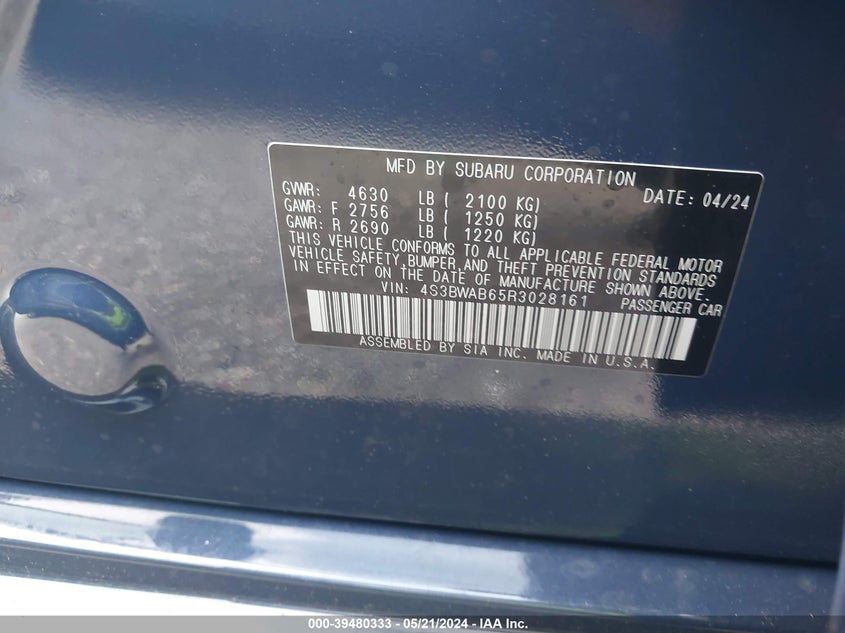 MFD BY SUBARU CORPORATION DATE: 04/24
GVWR: 4630 LB ( 2100 KG)
GAWR: F 2756 LB ( 1250 KG)
GAWR: R 2690 LB ( 1220 KG)
THIS VEHICLE CONFORMS TO ALL APPLICABLE FEDERAL MOTOR
VEHICLE SAFETY,BUMPER,AND THEFT PREVENTION STANDARDS
IN EFFECT ON THE DATE OF MANUFACTURE SHOWN ABOVE.
VIN: 4S3BWAB65R3028161 PASSENGER CAR
ASSEMBLED BY SIA INC. MADE IN U.S.A.
000-39480333 - 05/21/2024 - IAA Inc.